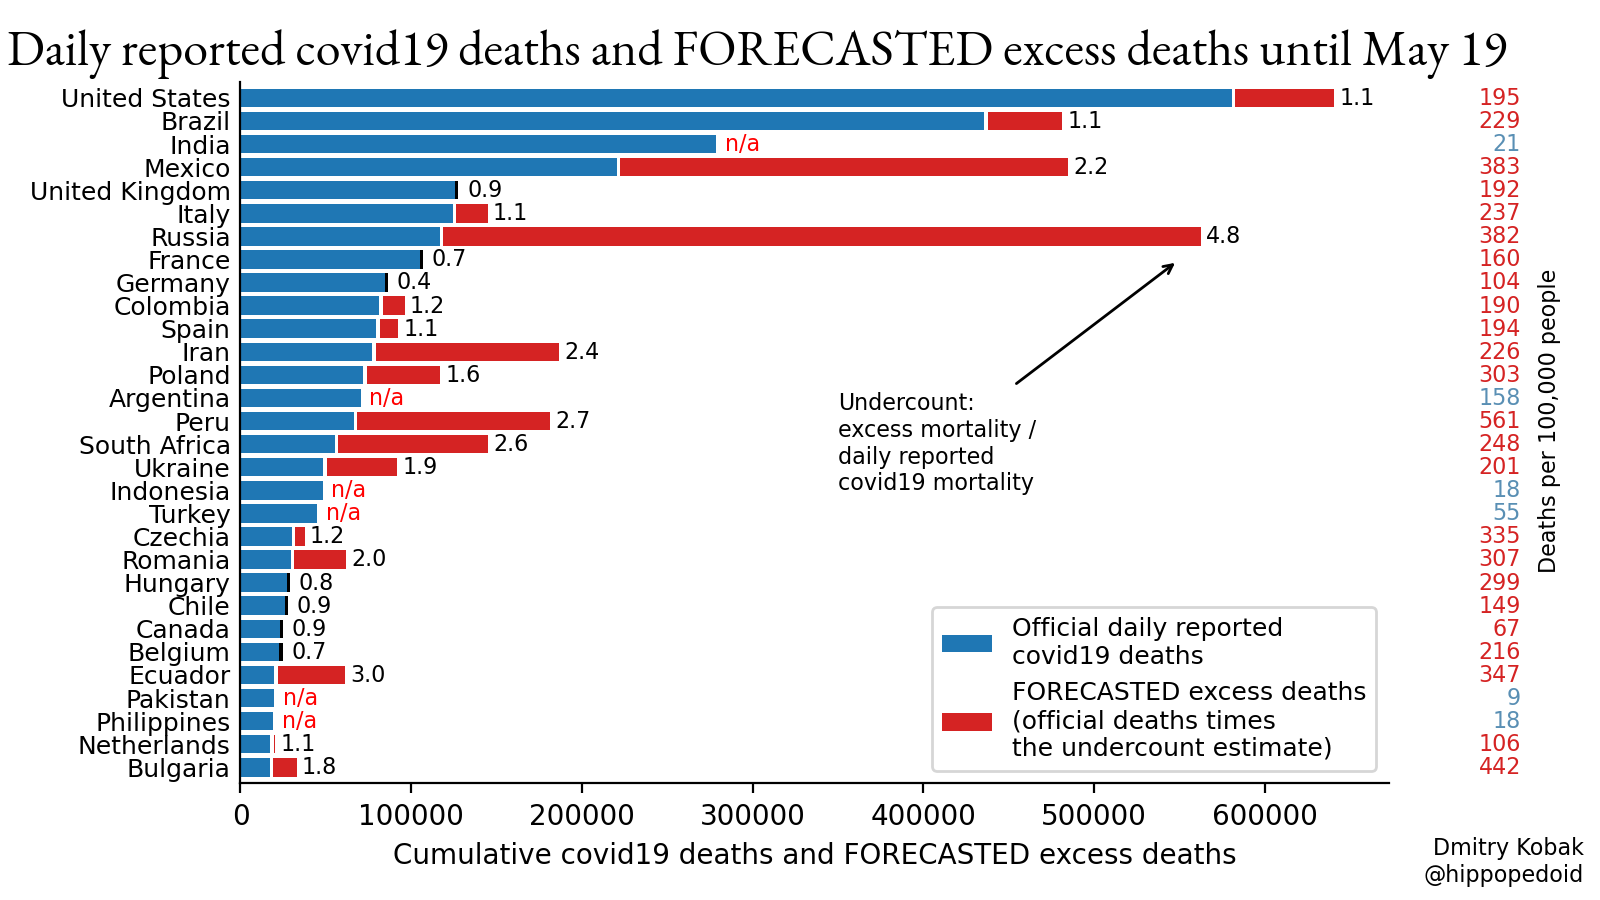 Daily reported covid19 deaths and FORECASTED excess deaths until May 19
United States 1.1 195
Brazil 1.1 229
India n/a 21
Mexico 2.2 383
United Kingdom 0.9 192
Italy 1.1 237
Russia 4.8 382
France 0.7 160
Germany 0.4 104
Colombia 1.2 190
Spain 1.1 194
Iran 2.4 226
Poland 1.6 303
Argentina n/a 158
Peru 2.7 561
South Africa 2.6 248
Ukraine 1.9 201
Indonesia n/a 18
Turkey n/a 55
Czechia 1.2 335
Romania 2.0 307
Hungary 0.8 299
Chile 0.9 149
Canada 0.9 67
Belgium 0.7 216
Ecuador 3.0 347
Pakistan n/a 9
Philippines n/a 18
Netherlands 1.1 106
Bulgaria 1.8 442
Undercount:
excess mortality /
daily reported
covid19 mortality
Deaths per 100,000 people
Official daily reported
covid19 deaths
FORECASTED excess deaths
(official deaths times
the undercount estimate)
0 100000 200000 300000 400000 500000 600000
Cumulative covid19 deaths and FORECASTED excess deaths
Dmitry Kobak
@hippopedoid